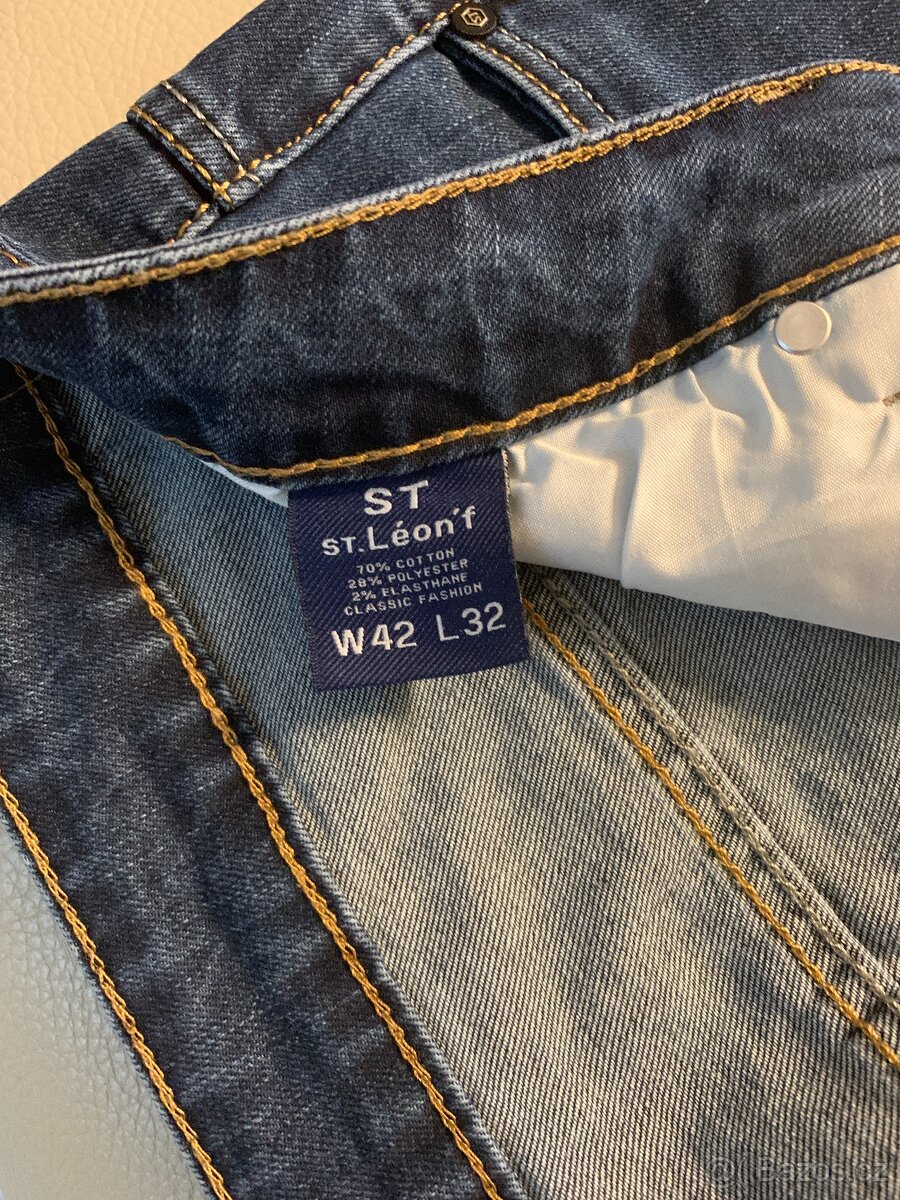 ST
ST.Léon'f
70% COTTON
28% POLYESTER
2% ELASTHANE
CLASSIC FASHION
W42 L32
© Bazos.cz